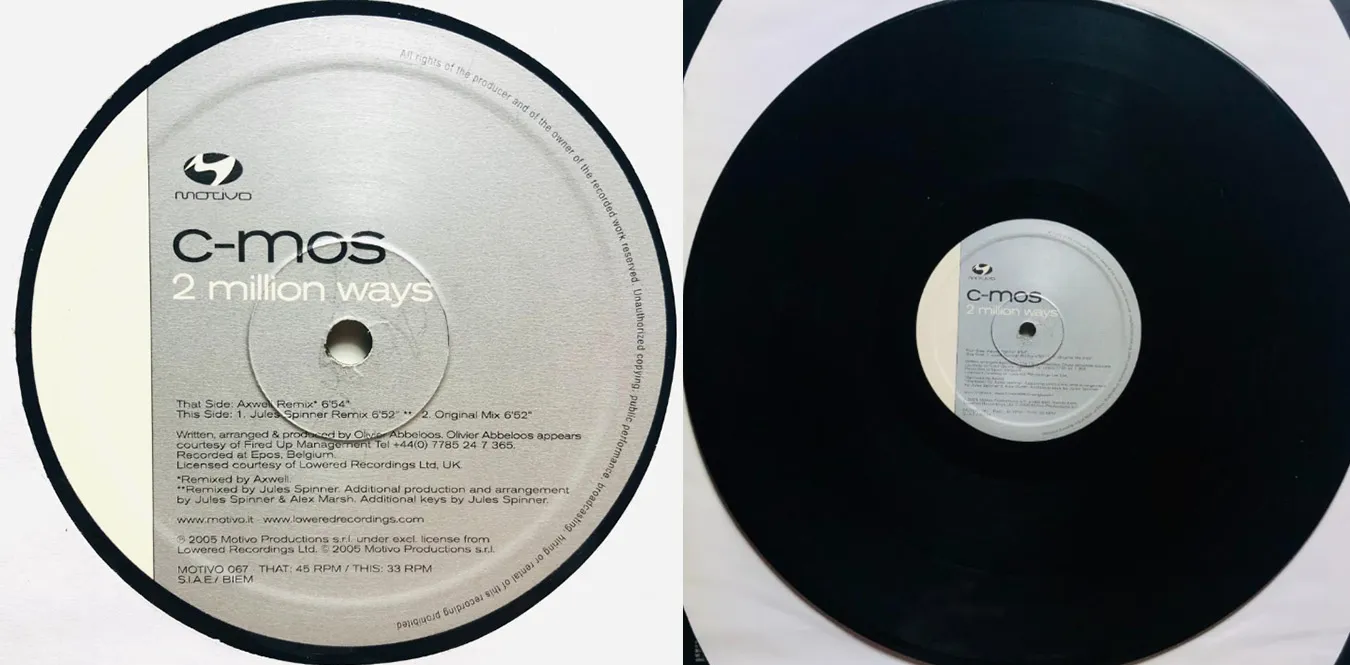 All rights of the producer and of the owner of the recorded work reserved. Unauthorized copying; public performance, broadcasting; hiring or rental of this recording prohibited.
MOTIVO
c-mos
2 million ways
That Side: Axwell Remix* 6'54"
This Side: 1. Jules Spinner Remix 6'52" ** 2. Original Mix 6'52"
Written, arranged & produced by Olivier Abbeloos. Olivier Abbeloos appears
courtesy of Fired Up Management Tel +44(0) 7785 24 7 365.
Recorded at Epos, Belgium.
Licensed courtesy of Lowered Recordings Ltd, UK.
*Remixed by Axwell.
**Remixed by Jules Spinner. Additional production and arrangement
by Jules Spinner & Alex Marsh. Additional keys by Jules Spinner.
www.motivo.it www.loweredrecordings.com
℗ 2005 Motivo Productions s.r.l. under excl. license from
Lowered Recordings Ltd. © 2005 Motivo Productions s.r.l.
MOTIVO 067 THAT: 45 RPM / THIS: 33 RPM
S.I.A.E./ BIEM
MOTIVO
c-mos
2 million ways